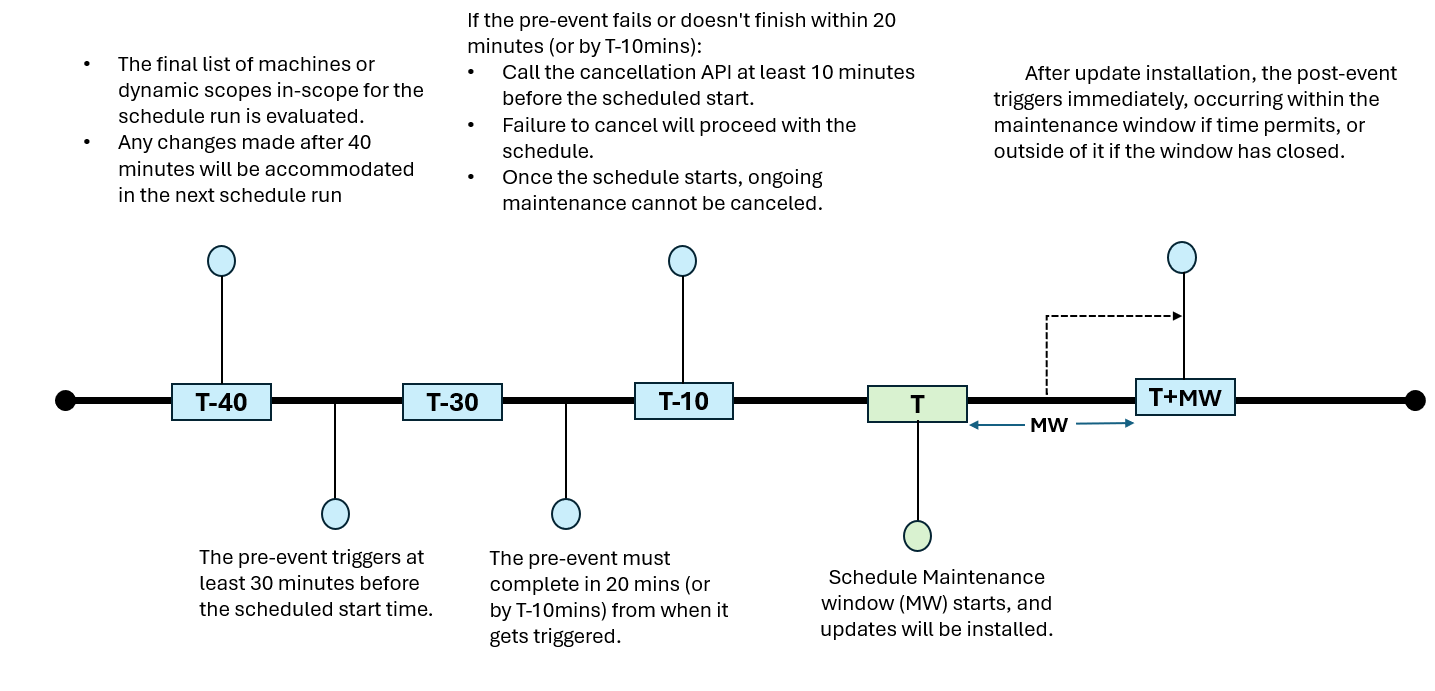 • The final list of machines or
dynamic scopes in-scope for the
schedule run is evaluated.
• Any changes made after 40
minutes will be accommodated
in the next schedule run
If the pre-event fails or doesn't finish within 20
minutes (or by T-10mins):
• Call the cancellation API at least 10 minutes
before the scheduled start.
• Failure to cancel will proceed with the
schedule.
• Once the schedule starts, ongoing
maintenance cannot be canceled.
After update installation, the post-event
triggers immediately, occurring within the
maintenance window if time permits, or
outside of it if the window has closed.
T-40
T-30
T-10
T
T+MW
MW
The pre-event triggers at
least 30 minutes before
the scheduled start time.
The pre-event must
complete in 20 mins (or
by T-10mins) from when it
gets triggered.
Schedule Maintenance
window (MW) starts, and
updates will be installed.